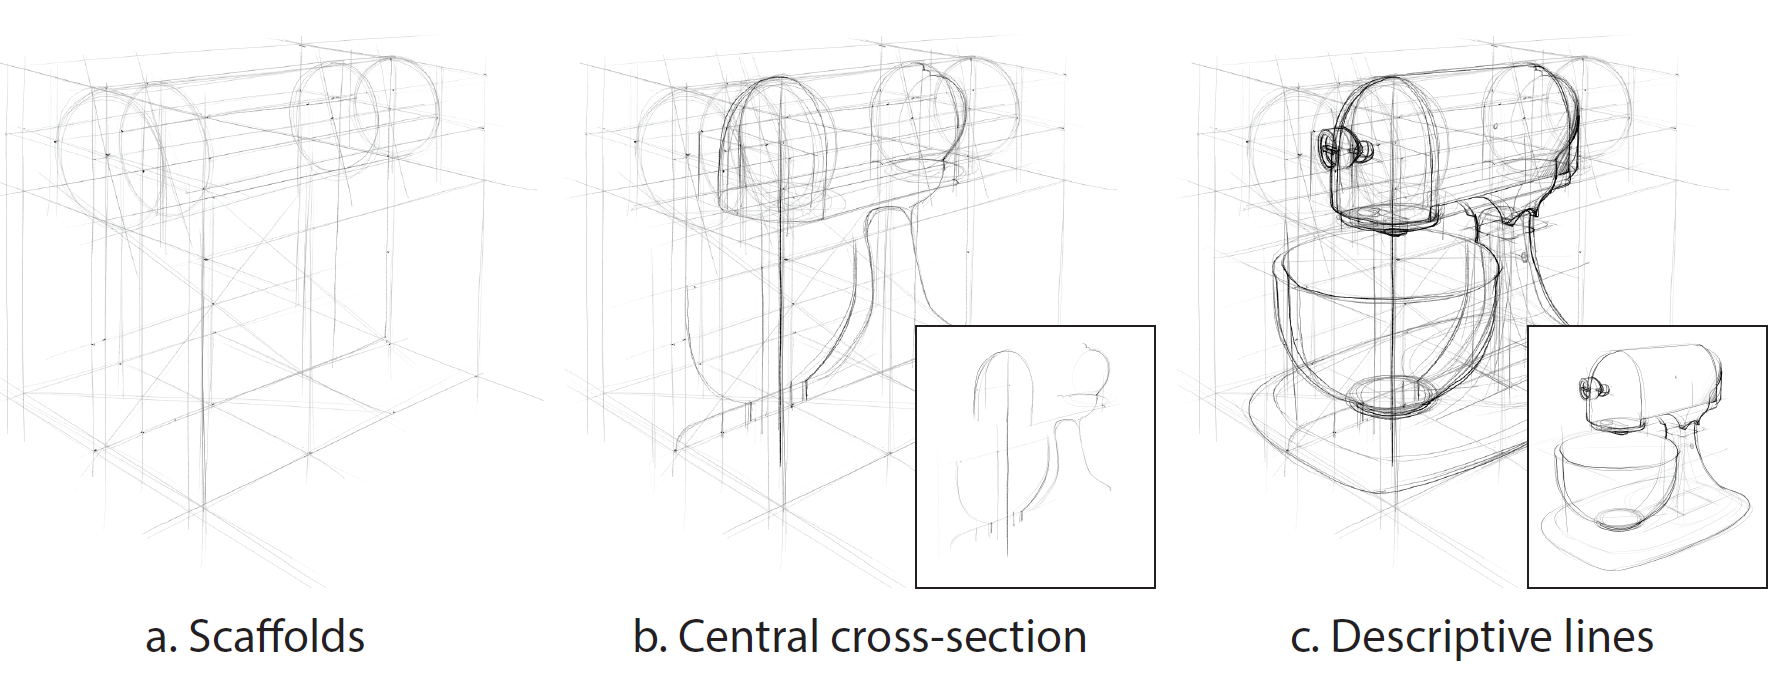 a. Scaffolds
b. Central cross-section
c. Descriptive lines